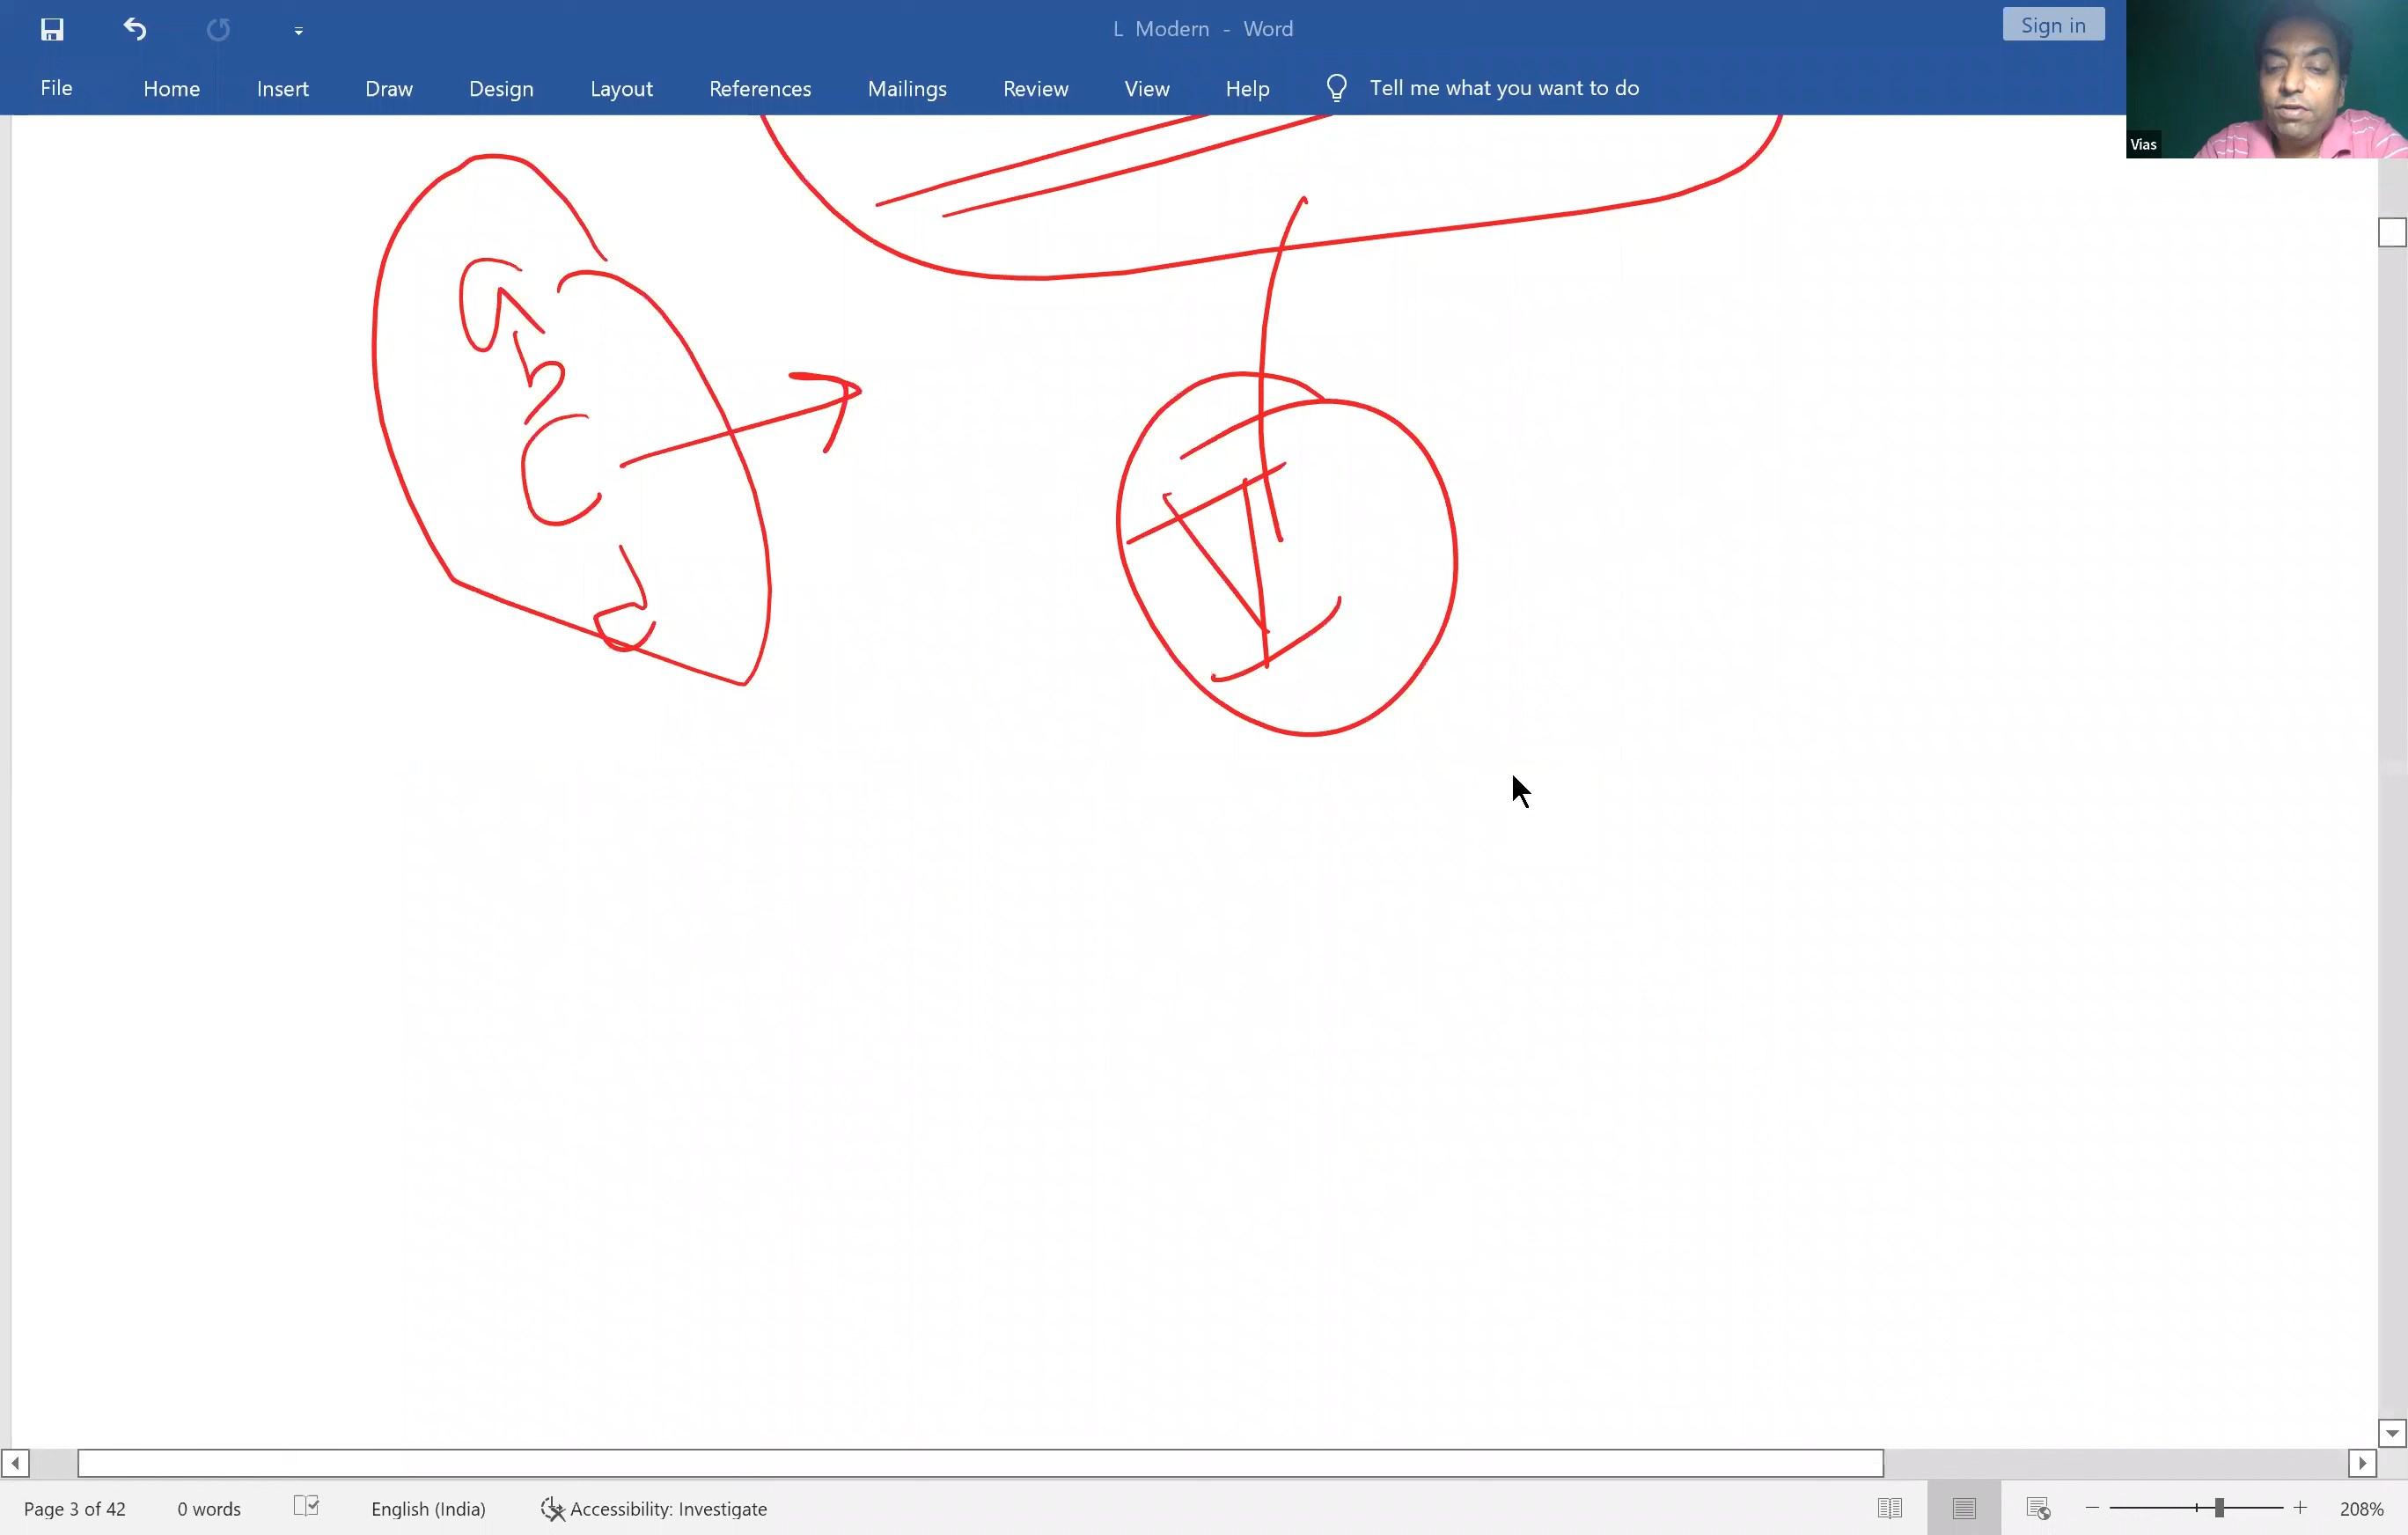 L Modern - Word
Sign in
File Home Insert Draw Design Layout References Mailings Review View Help Tell me what you want to do
Vias
a
b
c
d
VI
Page 3 of 42 0 words English (India) Accessibility: Investigate 208%